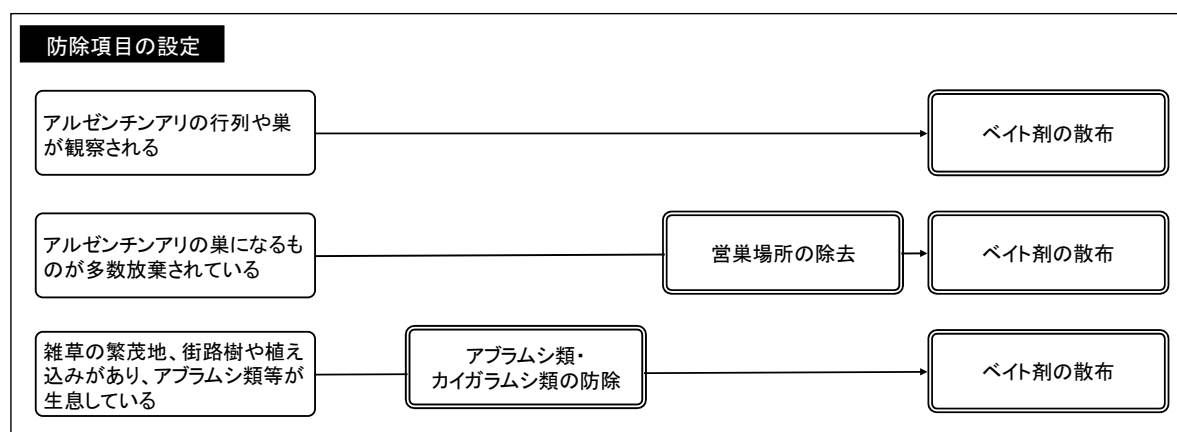 防除項目の設定
アルゼンチンアリの行列や巣
が観察される
ベイト剤の散布
アルゼンチンアリの巣になるも
のが多数放棄されている
営巣場所の除去
ベイト剤の散布
雑草の繁茂地、街路樹や植え
込みがあり、アブラムシ類等が
生息している
アブラムシ類・
カイガラムシ類の防除
ベイト剤の散布